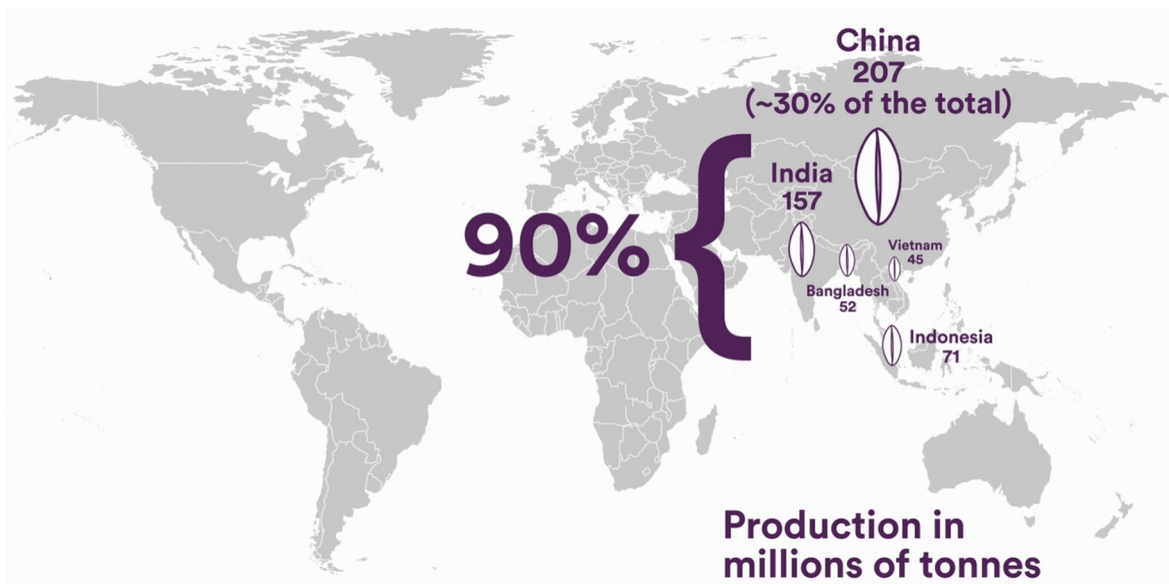 China
207
(~30% of the total)
India
157
90%
Vietnam
45
Bangladesh
52
Indonesia
71
Production in
millions of tonnes